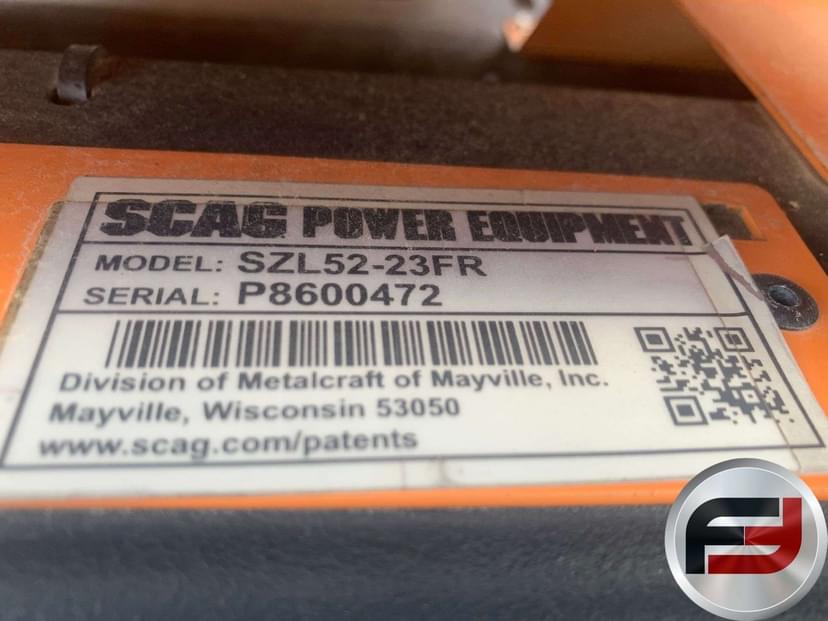 SCAG POWER EQUIPMENT
MODEL: SZL52-23FR
SERIAL: P8600472
Division of Metalcraft of Mayville, Inc.
Mayville, Wisconsin 53050
www.scag.com/patents
FJ